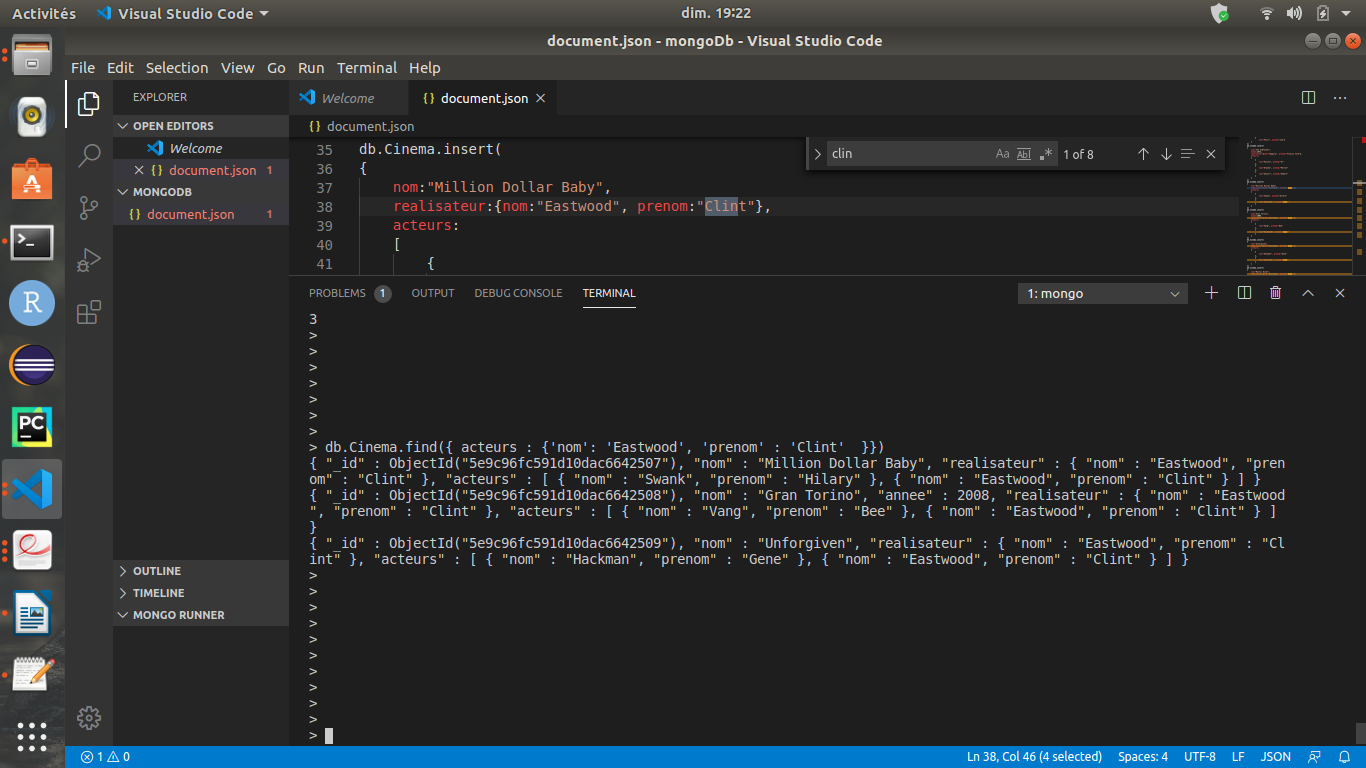 Activités
Visual Studio Code
dim. 19:22
document.json - mongoDb - Visual Studio Code
File Edit Selection View Go Run Terminal Help
EXPLORER
OPEN EDITORS
Welcome
document.json 1
MONGODB
{} document.json 1
OUTLINE
TIMELINE
MONGO RUNNER
Welcome
{} document.json
{} document.json
35 db.Cinema.insert(
36 {
37 nom:"Million Dollar Baby",
38 realisateur:{nom:"Eastwood", prenom:"Clint"},
39 acteurs:
40 [
41 {
clin
Aa Abl .*
1 of 8
PROBLEMS 1 OUTPUT DEBUG CONSOLE TERMINAL
1: mongo
3
>
>
>
>
>
>
>
> db.Cinema.find({ acteurs : {'nom': 'Eastwood', 'prenom' : 'Clint'  }})
{ "_id" : ObjectId("5e9c96fc591d10dac6642507"), "nom" : "Million Dollar Baby", "realisateur" : { "nom" : "Eastwood", "pren
om" : "Clint" }, "acteurs" : [ { "nom" : "Swank", "prenom" : "Hilary" }, { "nom" : "Eastwood", "prenom" : "Clint" } ] }
{ "_id" : ObjectId("5e9c96fc591d10dac6642508"), "nom" : "Gran Torino", "annee" : 2008, "realisateur" : { "nom" : "Eastwood
", "prenom" : "Clint" }, "acteurs" : [ { "nom" : "Vang", "prenom" : "Bee" }, { "nom" : "Eastwood", "prenom" : "Clint" } ]
}
{ "_id" : ObjectId("5e9c96fc591d10dac6642509"), "nom" : "Unforgiven", "realisateur" : { "nom" : "Eastwood", "prenom" : "Cl
int" }, "acteurs" : [ { "nom" : "Hackman", "prenom" : "Gene" }, { "nom" : "Eastwood", "prenom" : "Clint" } ] }
>
>
>
>
>
>
>
>
>
>
>
R
PC
1 0
Ln 38, Col 46 (4 selected) Spaces: 4 UTF-8 LF JSON